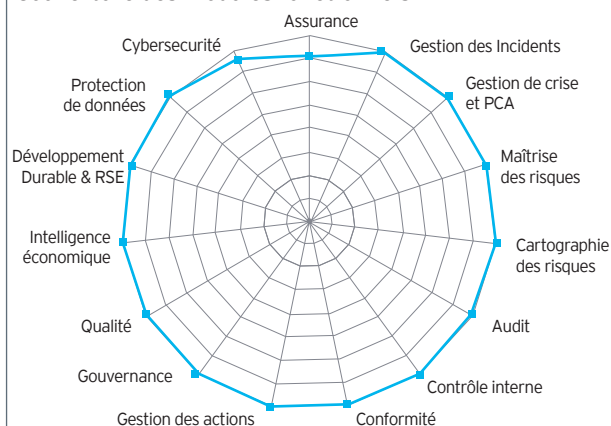 Assurance
Gestion des Incidents
Gestion de crise
et PCA
Maîtrise
des risques
Cartographie
des risques
Audit
Contrôle interne
Conformité
Gestion des actions
Gouvernance
Qualité
Intelligence
économique
Développement
Durable & RSE
Protection
de données
Cybersecurité